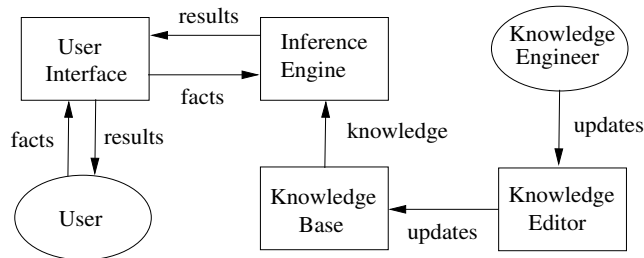 results
User
Interface
Inference
Engine
Knowledge
Engineer
facts
facts
results
knowledge
updates
User
Knowledge
Base
Knowledge
Editor
updates